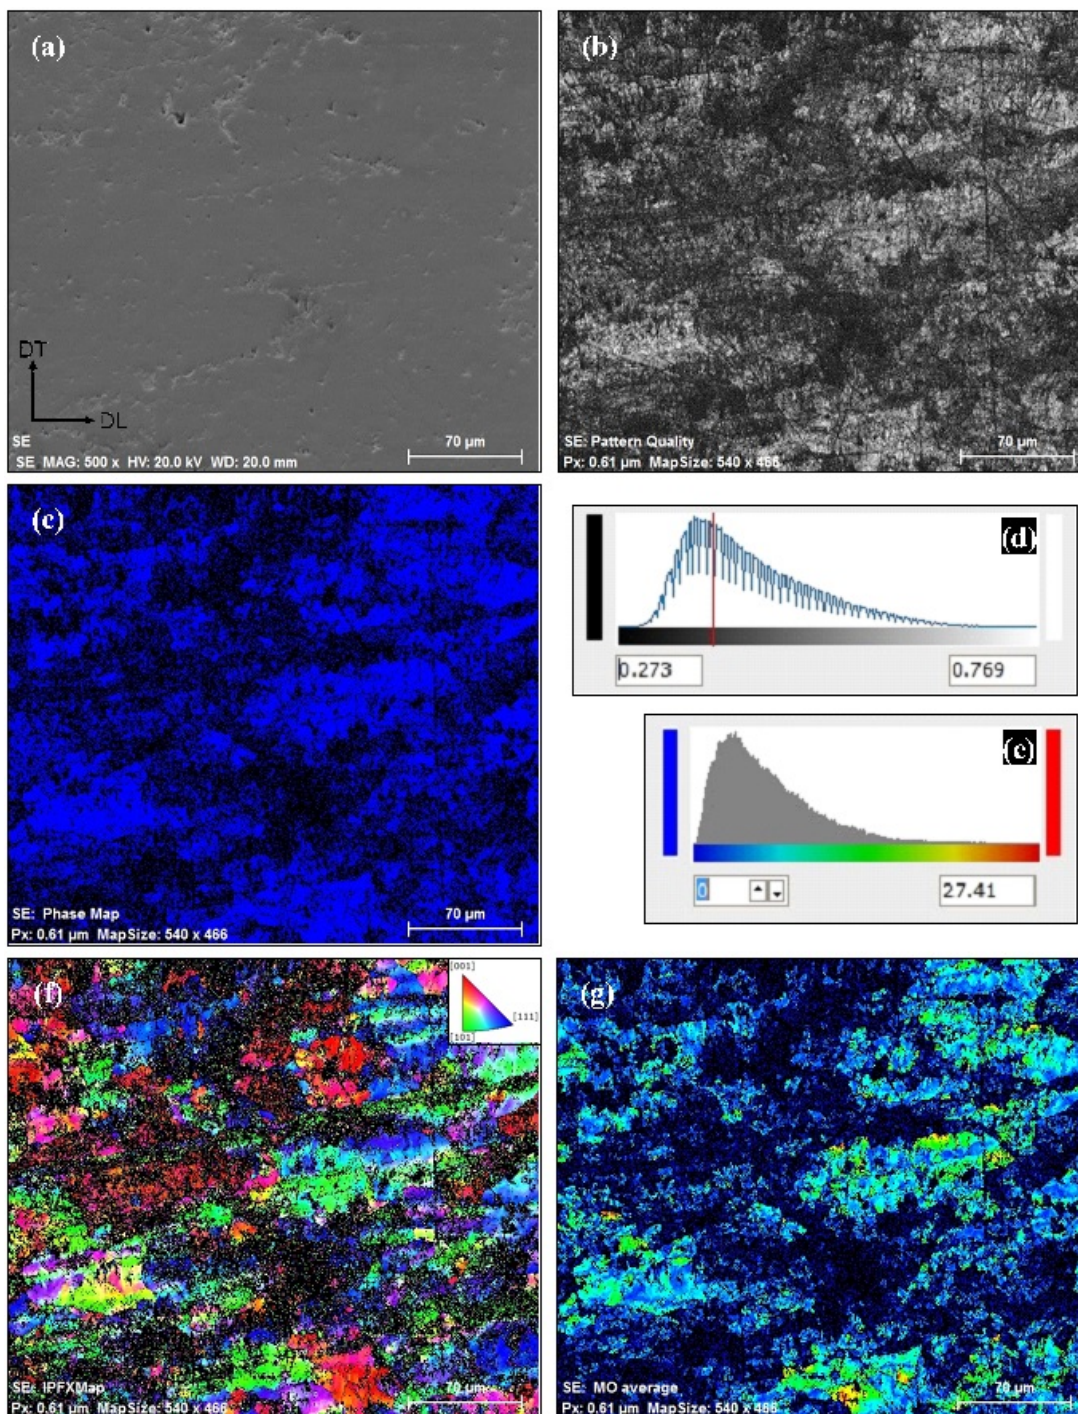 (a)
DT
DL
SE
70 µm
SE MAG: 500 x HV: 20.0 kV WD: 20.0 mm
(b)
SE: Pattern Quality
70 µm
Px: 0.61 µm MapSize: 540 x 466
(c)
SE: Phase Map
70 µm
Px: 0.61 µm MapSize: 540 x 466
(d)
0.273
0.769
(e)
0
27.41
(f)
[001]
[111]
[101]
SE: IPFXMap
70 µm
Px: 0.61 µm MapSize: 540 x 466
(g)
SE: MO average
70 µm
Px: 0.61 µm MapSize: 540 x 466